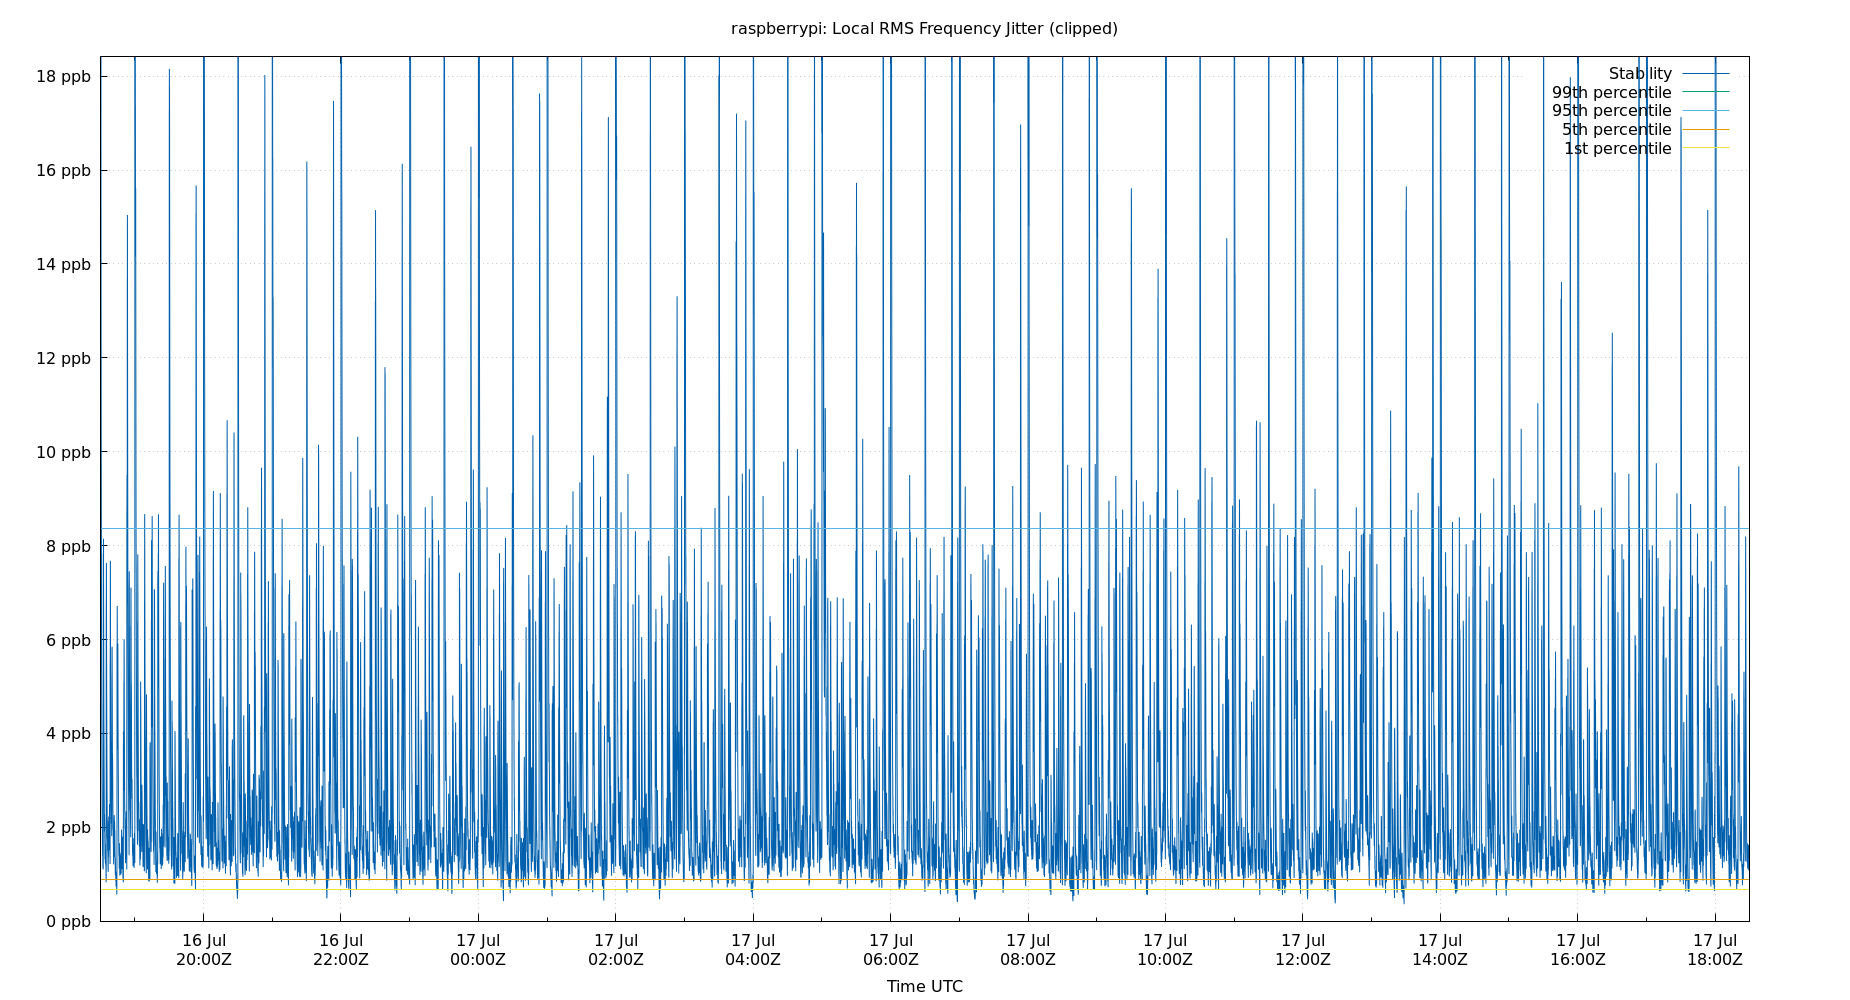 raspberrypi: Local RMS Frequency Jitter (clipped)
18 ppb
16 ppb
14 ppb
12 ppb
10 ppb
8 ppb
6 ppb
4 ppb
2 ppb
0 ppb
Stability
99th percentile
95th percentile
5th percentile
1st percentile
16 Jul
20:00Z
16 Jul
22:00Z
17 Jul
00:00Z
17 Jul
02:00Z
17 Jul
04:00Z
17 Jul
06:00Z
17 Jul
08:00Z
17 Jul
10:00Z
17 Jul
12:00Z
17 Jul
14:00Z
17 Jul
16:00Z
17 Jul
18:00Z
Time UTC